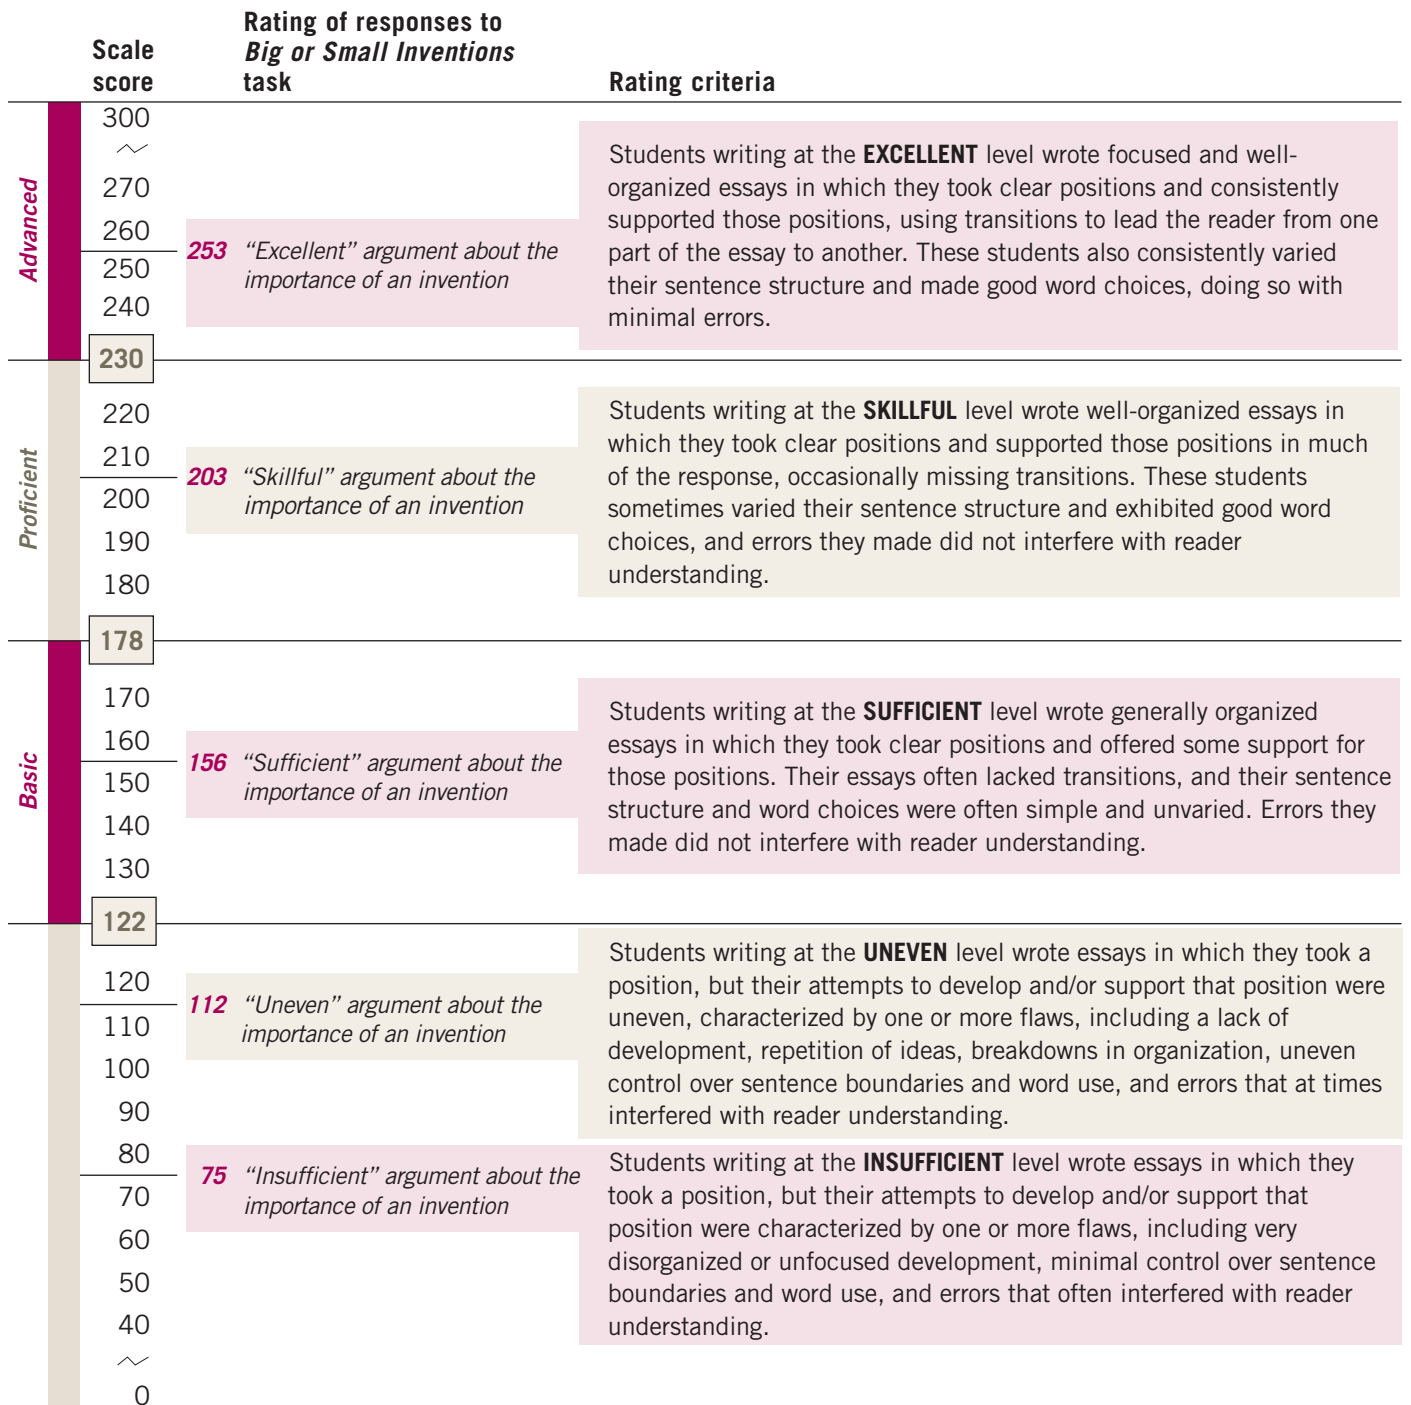 Scale
score
Rating of responses to
Big or Small Inventions
task
Rating criteria
Advanced
300
270
260
250
240
253 “Excellent” argument about the
importance of an invention
Students writing at the EXCELLENT level wrote focused and well-
organized essays in which they took clear positions and consistently
supported those positions, using transitions to lead the reader from one
part of the essay to another. These students also consistently varied
their sentence structure and made good word choices, doing so with
minimal errors.
230
Proficient
220
210
200
190
180
203 “Skillful” argument about the
importance of an invention
Students writing at the SKILLFUL level wrote well-organized essays in
which they took clear positions and supported those positions in much
of the response, occasionally missing transitions. These students
sometimes varied their sentence structure and exhibited good word
choices, and errors they made did not interfere with reader
understanding.
178
Basic
170
160
150
140
130
156 “Sufficient” argument about the
importance of an invention
Students writing at the SUFFICIENT level wrote generally organized
essays in which they took clear positions and offered some support for
those positions. Their essays often lacked transitions, and their sentence
structure and word choices were often simple and unvaried. Errors they
made did not interfere with reader understanding.
122
120
110
100
90
80
70
60
50
40
0
112 “Uneven” argument about the
importance of an invention
Students writing at the UNEVEN level wrote essays in which they took a
position, but their attempts to develop and/or support that position were
uneven, characterized by one or more flaws, including a lack of
development, repetition of ideas, breakdowns in organization, uneven
control over sentence boundaries and word use, and errors that at times
interfered with reader understanding.
75 “Insufficient” argument about the
importance of an invention
Students writing at the INSUFFICIENT level wrote essays in which they
took a position, but their attempts to develop and/or support that
position were characterized by one or more flaws, including very
disorganized or unfocused development, minimal control over sentence
boundaries and word use, and errors that often interfered with reader
understanding.